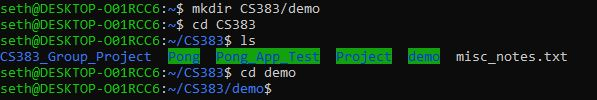 seth@DESKTOP-O01RCC6:~$ mkdir CS383/demo
seth@DESKTOP-O01RCC6:~$ cd CS383
seth@DESKTOP-O01RCC6:~/CS383$ ls
CS383_Group_Project  Pong  Pong_App_Test  Project  demo  misc_notes.txt
seth@DESKTOP-O01RCC6:~/CS383$ cd demo
seth@DESKTOP-O01RCC6:~/CS383/demo$